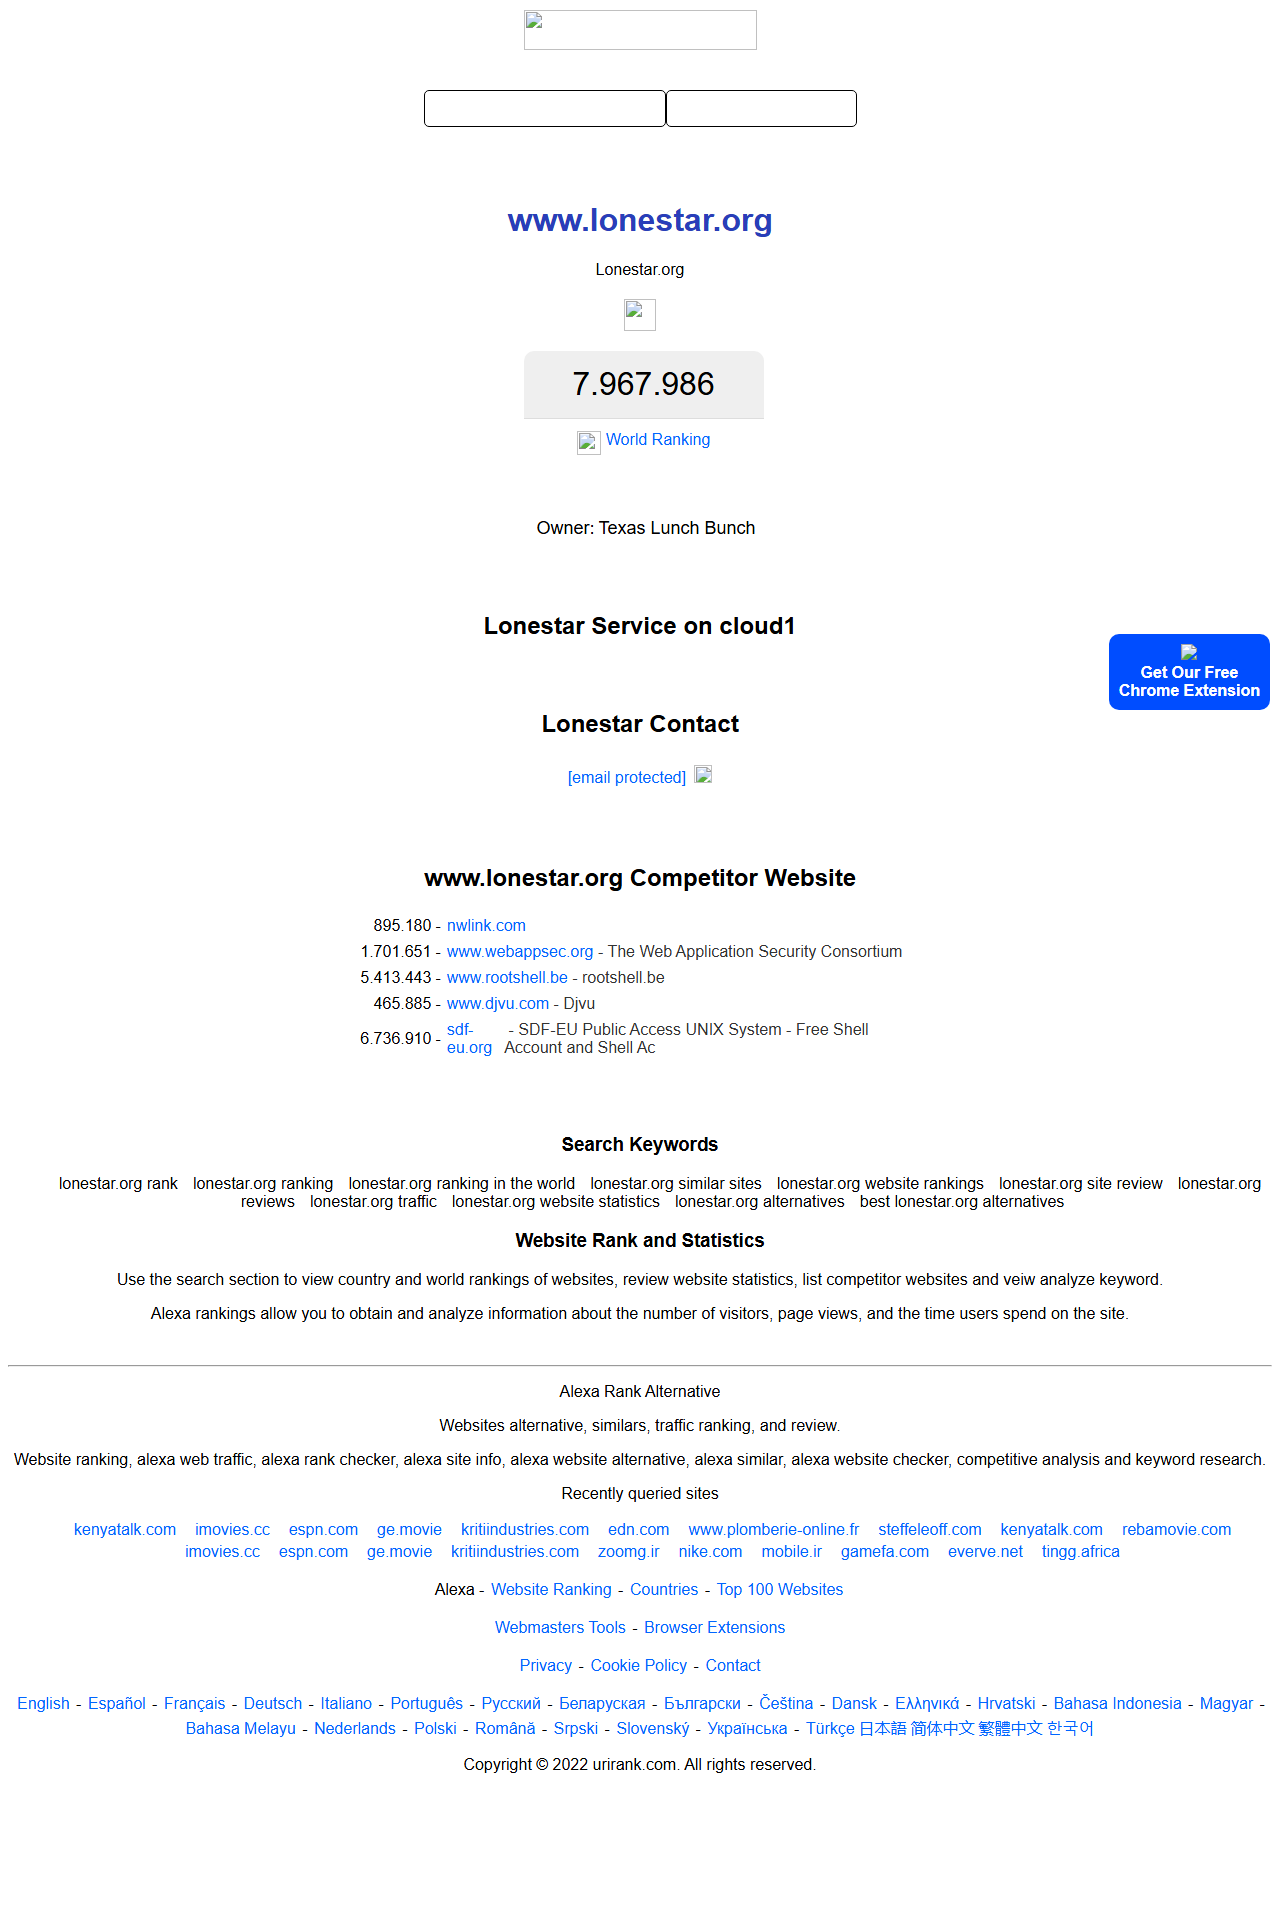 www.lonestar.org
Lonestar.org
7.967.986
World Ranking
Owner: Texas Lunch Bunch
Lonestar Service on cloud1
Get Our Free
Chrome Extension
Lonestar Contact
[email protected]
www.lonestar.org Competitor Website
895.180 - nwlink.com
1.701.651 - www.webappsec.org - The Web Application Security Consortium
5.413.443 - www.rootshell.be - rootshell.be
465.885 - www.djvu.com - Djvu
6.736.910 - sdf- - SDF-EU Public Access UNIX System - Free Shell
eu.org Account and Shell Ac
Search Keywords
lonestar.org rank lonestar.org ranking lonestar.org ranking in the world lonestar.org similar sites lonestar.org website rankings lonestar.org site review lonestar.org
reviews lonestar.org traffic lonestar.org website statistics lonestar.org alternatives best lonestar.org alternatives
Website Rank and Statistics
Use the search section to view country and world rankings of websites, review website statistics, list competitor websites and veiw analyze keyword.
Alexa rankings allow you to obtain and analyze information about the number of visitors, page views, and the time users spend on the site.
Alexa Rank Alternative
Websites alternative, similars, traffic ranking, and review.
Website ranking, alexa web traffic, alexa rank checker, alexa site info, alexa website alternative, alexa similar, alexa website checker, competitive analysis and keyword research.
Recently queried sites
kenyatalk.com imovies.cc espn.com ge.movie kritiindustries.com edn.com www.plomberie-online.fr steffeleoff.com kenyatalk.com rebamovie.com
imovies.cc espn.com ge.movie kritiindustries.com zoomg.ir nike.com mobile.ir gamefa.com everve.net tingg.africa
Alexa - Website Ranking - Countries - Top 100 Websites
Webmasters Tools - Browser Extensions
Privacy - Cookie Policy - Contact
English - Español - Français - Deutsch - Italiano - Português - Русский - Беларуская - Български - Čeština - Dansk - Ελληνικά - Hrvatski - Bahasa Indonesia - Magyar -
Bahasa Melayu - Nederlands - Polski - Română - Srpski - Slovenský - Українська - Türkçe 日本語 简体中文 繁體中文 한국어
Copyright © 2022 urirank.com. All rights reserved.